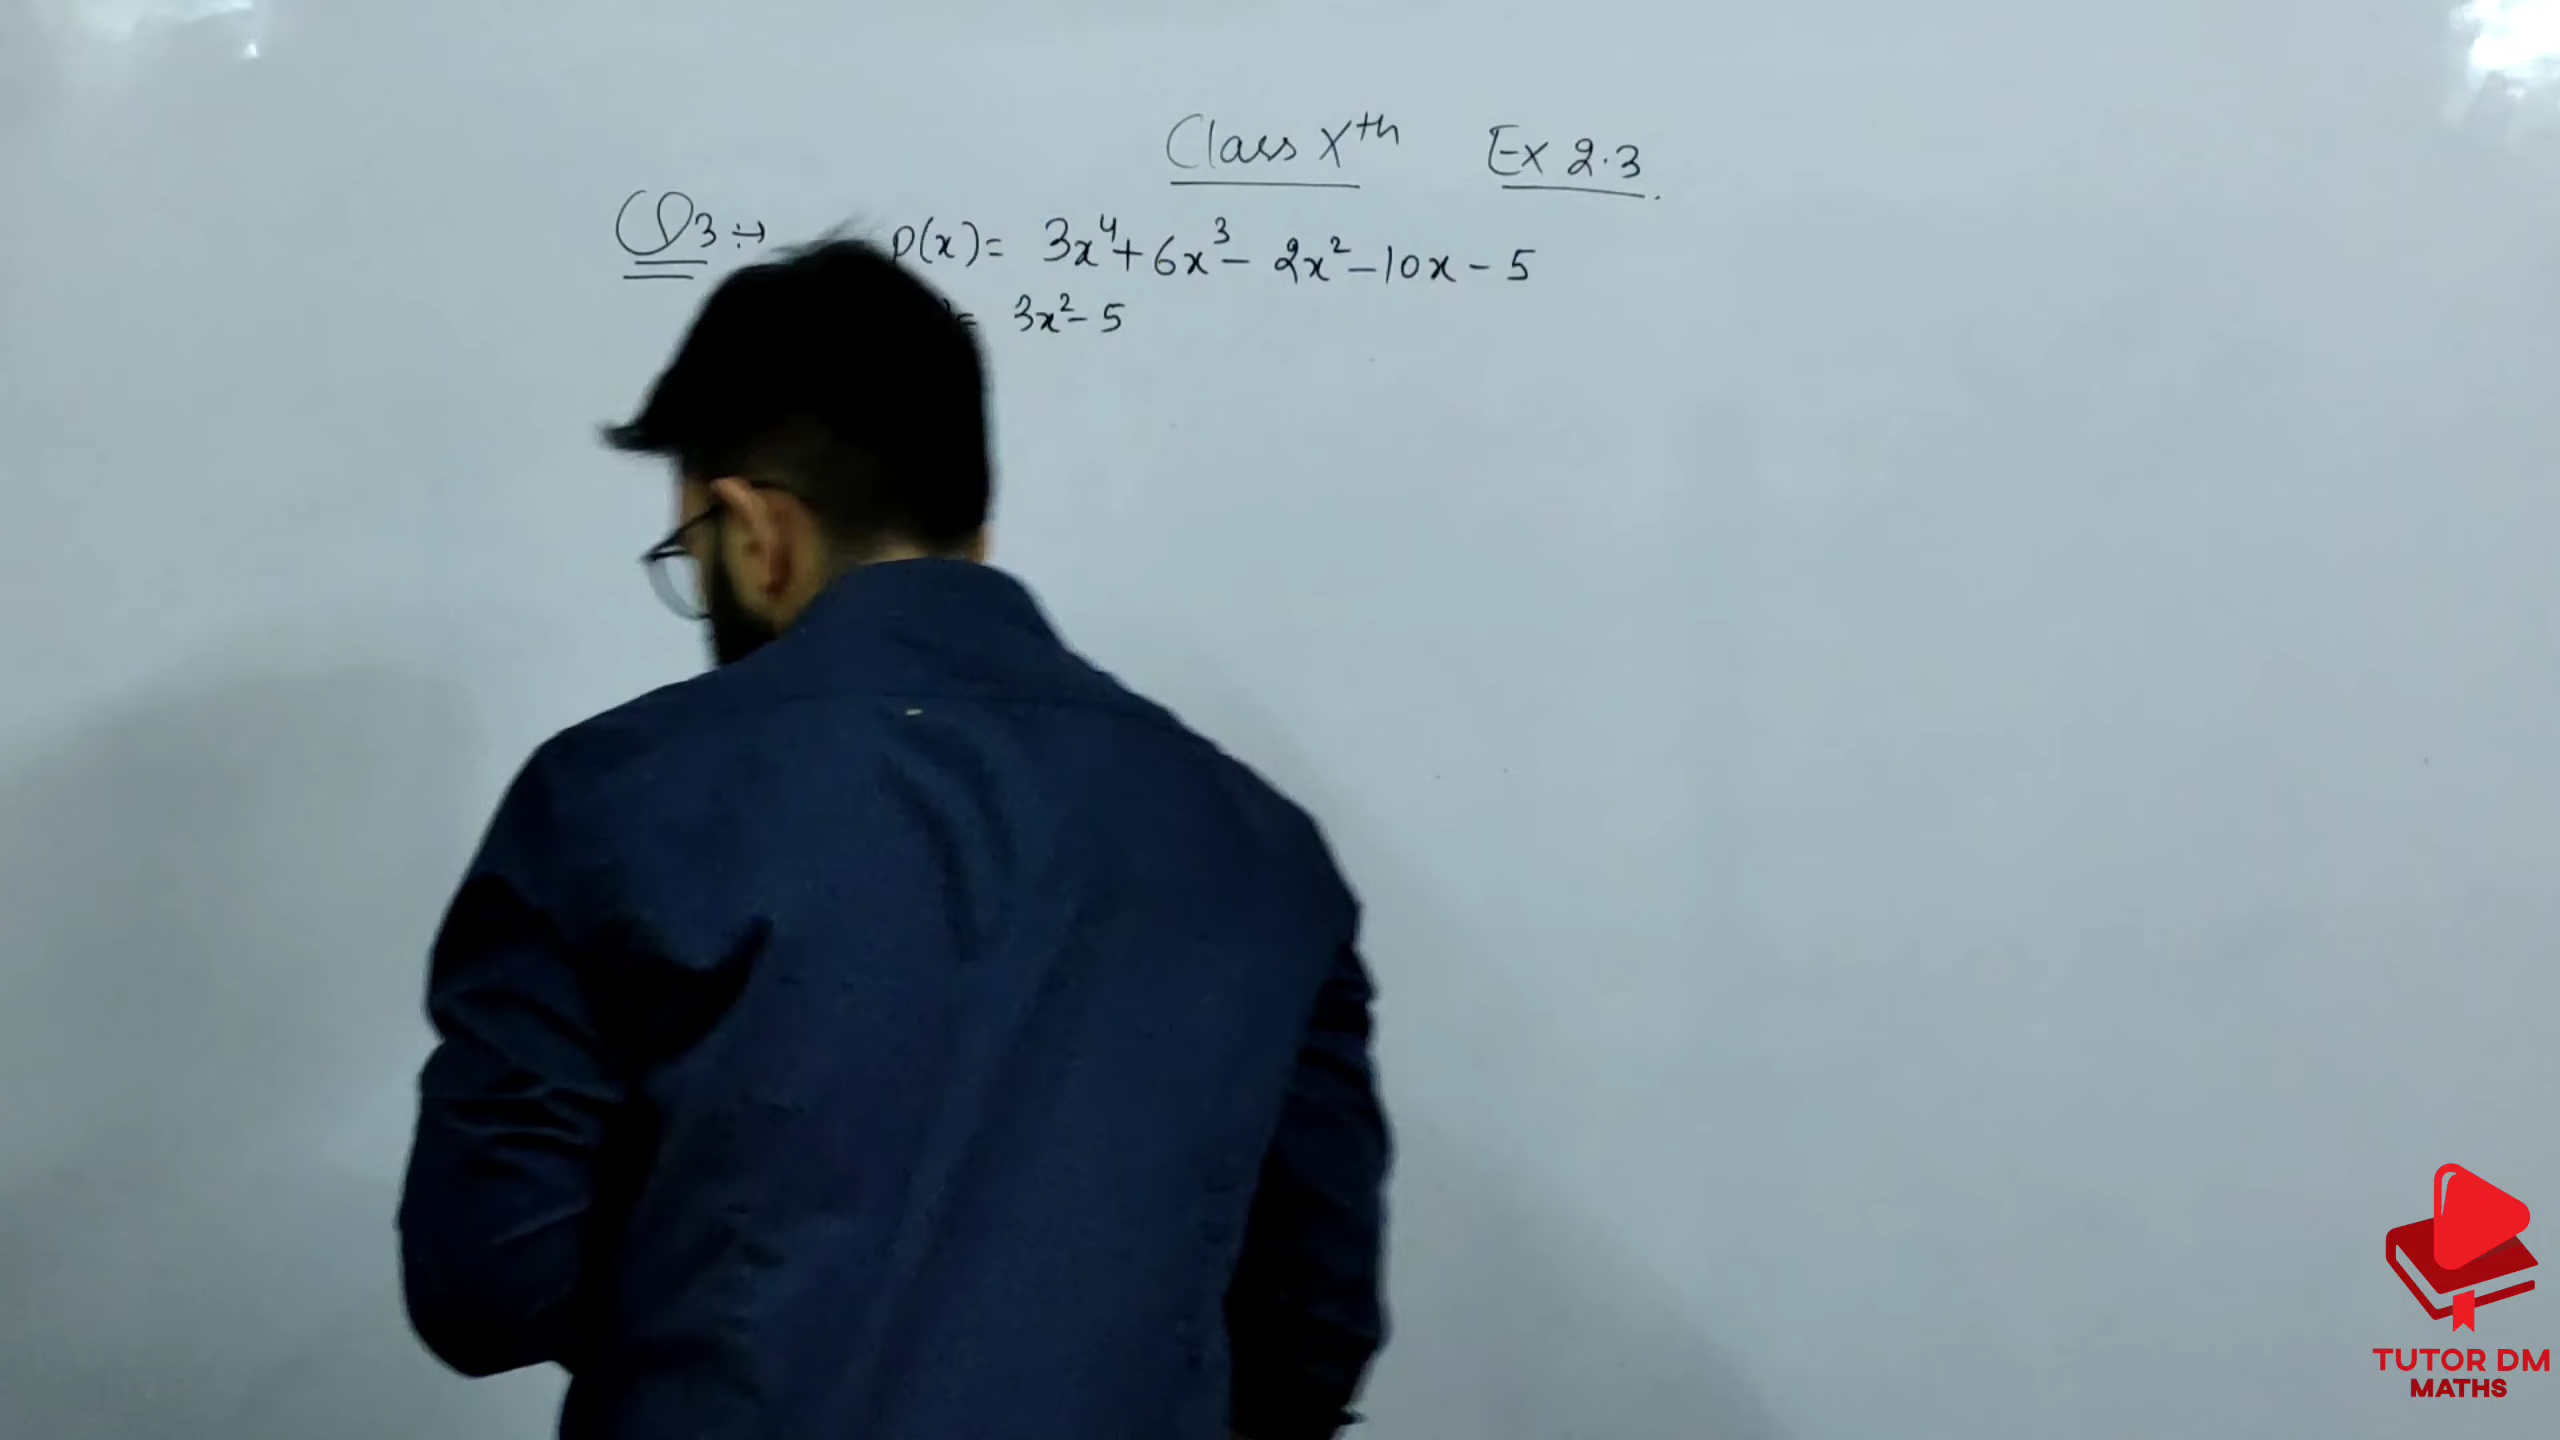 Class Xth Ex 2.3.
Q3:→ p(x)= 3x⁴+6x³-2x²-10x-5
= 3x²-5
TUTOR DM
MATHS